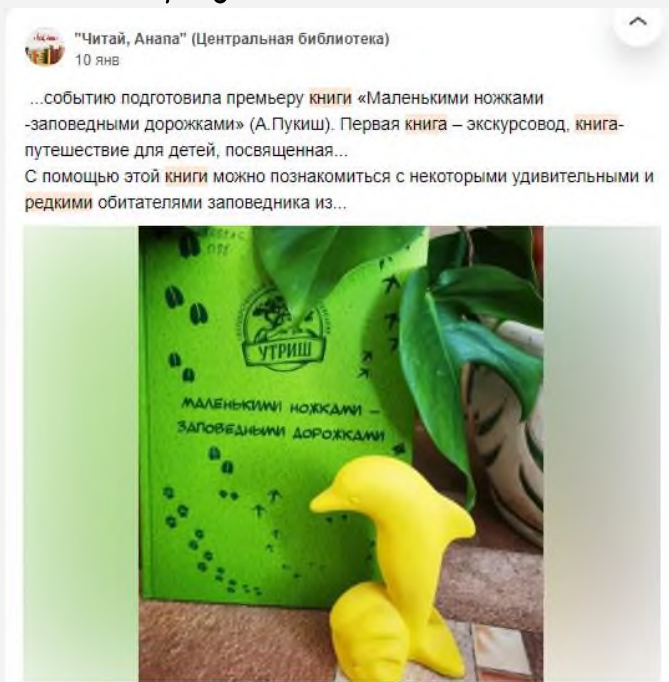 "Читай, Анапа" (Центральная библиотека)
10 янв
...событию подготовила премьеру книги «Маленькими ножками
-заповедными дорожками» (А.Пукиш). Первая книга – экскурсовод, книга-
путешествие для детей, посвященная...
С помощью этой книги можно познакомиться с некоторыми удивительными и
редкими обитателями заповедника из...
УТРИШ
МАЛЕНЬКИМИ НОЖКАМИ –
ЗАПОВЕДНЫМИ ДОРОЖКАМИ